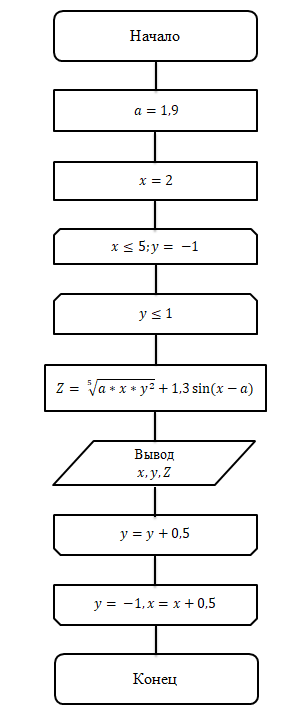 Начало
a = 1,9
x = 2
x ≤ 5; y = −1
y ≤ 1
Z = ⁵√(a * x * y²) + 1,3 sin(x − a)
Вывод
x, y, Z
y = y + 0,5
y = −1, x = x + 0,5
Конец